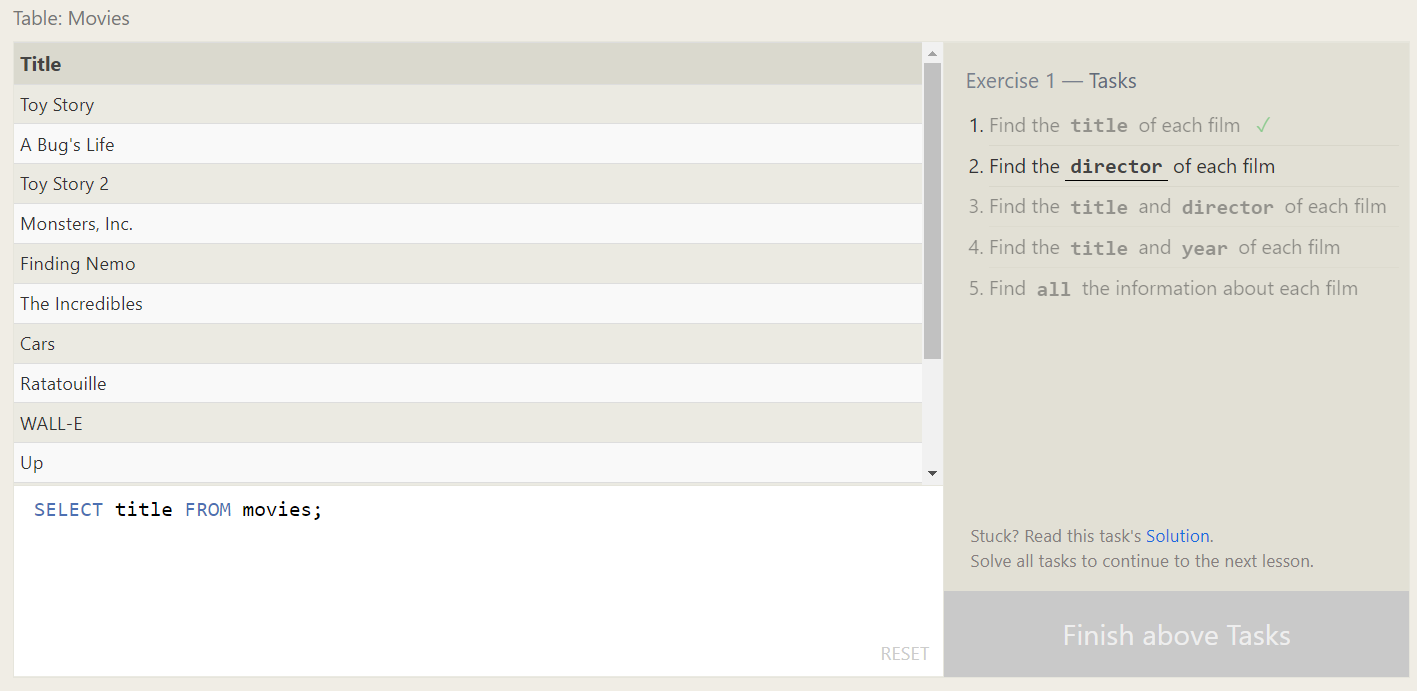 Table: Movies
Title
Toy Story
A Bug's Life
Toy Story 2
Monsters, Inc.
Finding Nemo
The Incredibles
Cars
Ratatouille
WALL-E
Up
SELECT title FROM movies;
RESET
Exercise 1 — Tasks
1. Find the title of each film ✓
2. Find the director of each film
3. Find the title and director of each film
4. Find the title and year of each film
5. Find all the information about each film
Stuck? Read this task's Solution.
Solve all tasks to continue to the next lesson.
Finish above Tasks